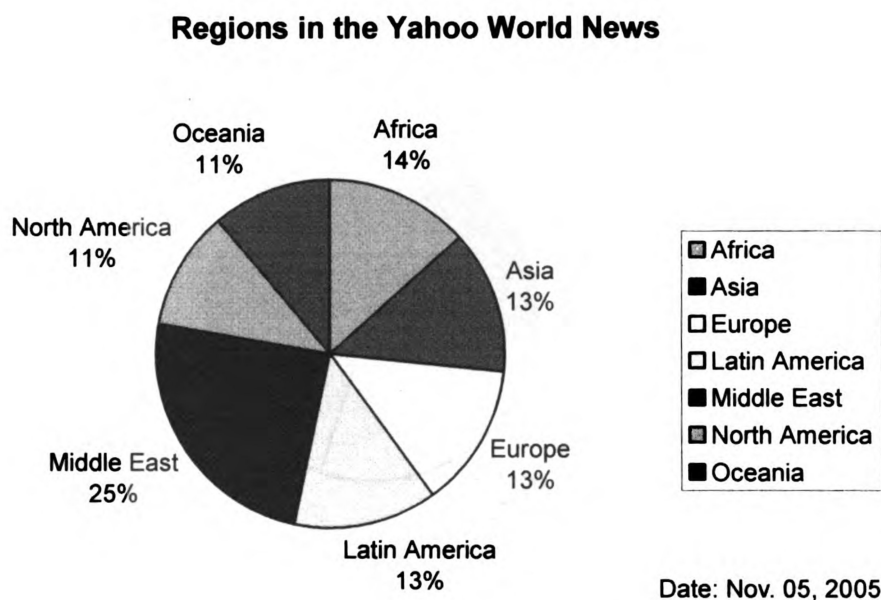 Regions in the Yahoo World News
Oceania
11%
Africa
14%
North America
11%
Asia
13%
Middle East
25%
Europe
13%
Latin America
13%
Africa
Asia
Europe
Latin America
Middle East
North America
Oceania
Date: Nov. 05, 2005